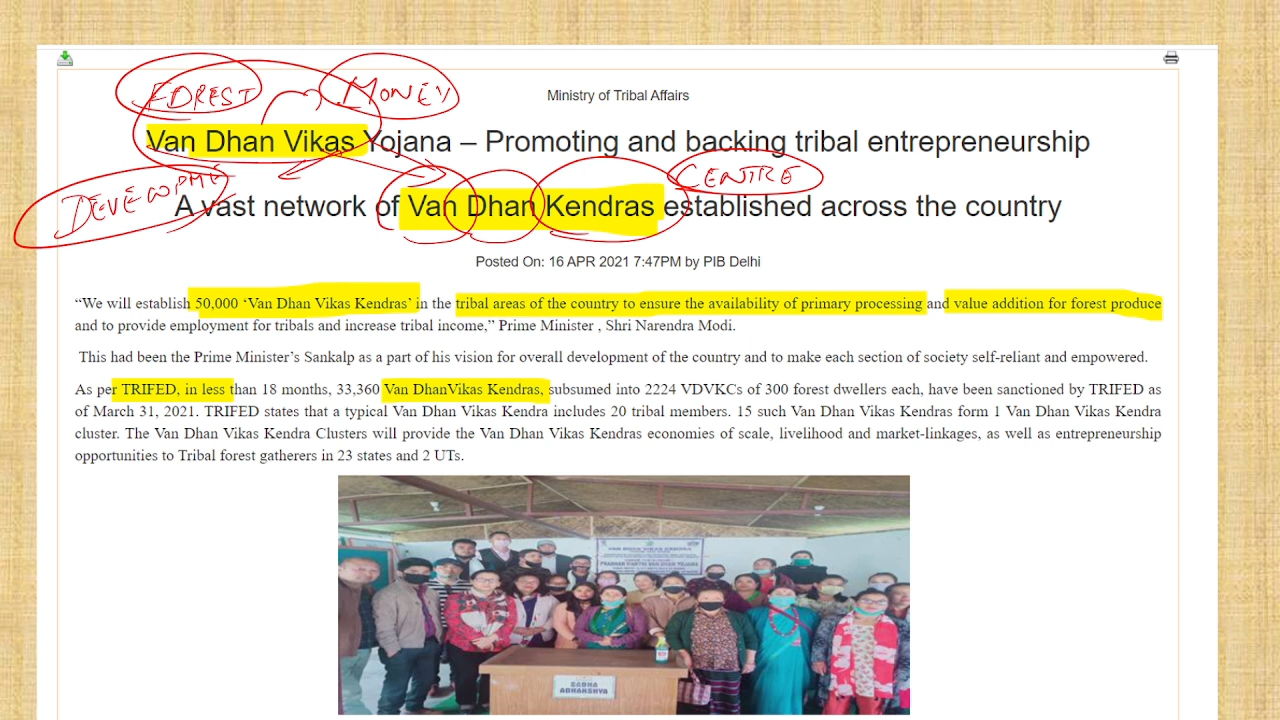 FOREST MONEY
Ministry of Tribal Affairs
Van Dhan Vikas Yojana – Promoting and backing tribal entrepreneurship
CENTRE
DEVELOPME
A vast network of Van Dhan Kendras established across the country
Posted On: 16 APR 2021 7:47PM by PIB Delhi
“We will establish 50,000 ‘Van Dhan Vikas Kendras’ in the tribal areas of the country to ensure the availability of primary processing and value addition for forest produce
and to provide employment for tribals and increase tribal income,” Prime Minister , Shri Narendra Modi.
This had been the Prime Minister’s Sankalp as a part of his vision for overall development of the country and to make each section of society self-reliant and empowered.
As per TRIFED, in less than 18 months, 33,360 Van DhanVikas Kendras, subsumed into 2224 VDVKCs of 300 forest dwellers each, have been sanctioned by TRIFED as
of March 31, 2021. TRIFED states that a typical Van Dhan Vikas Kendra includes 20 tribal members. 15 such Van Dhan Vikas Kendras form 1 Van Dhan Vikas Kendra
cluster. The Van Dhan Vikas Kendra Clusters will provide the Van Dhan Vikas Kendras economies of scale, livelihood and market-linkages, as well as entrepreneurship
opportunities to Tribal forest gatherers in 23 states and 2 UTs.
VAN DHAN VIKAS KENDRA
PRADHAN MANTRI VAN DHAN YOJANA
SABHA
ADHAKSHYA